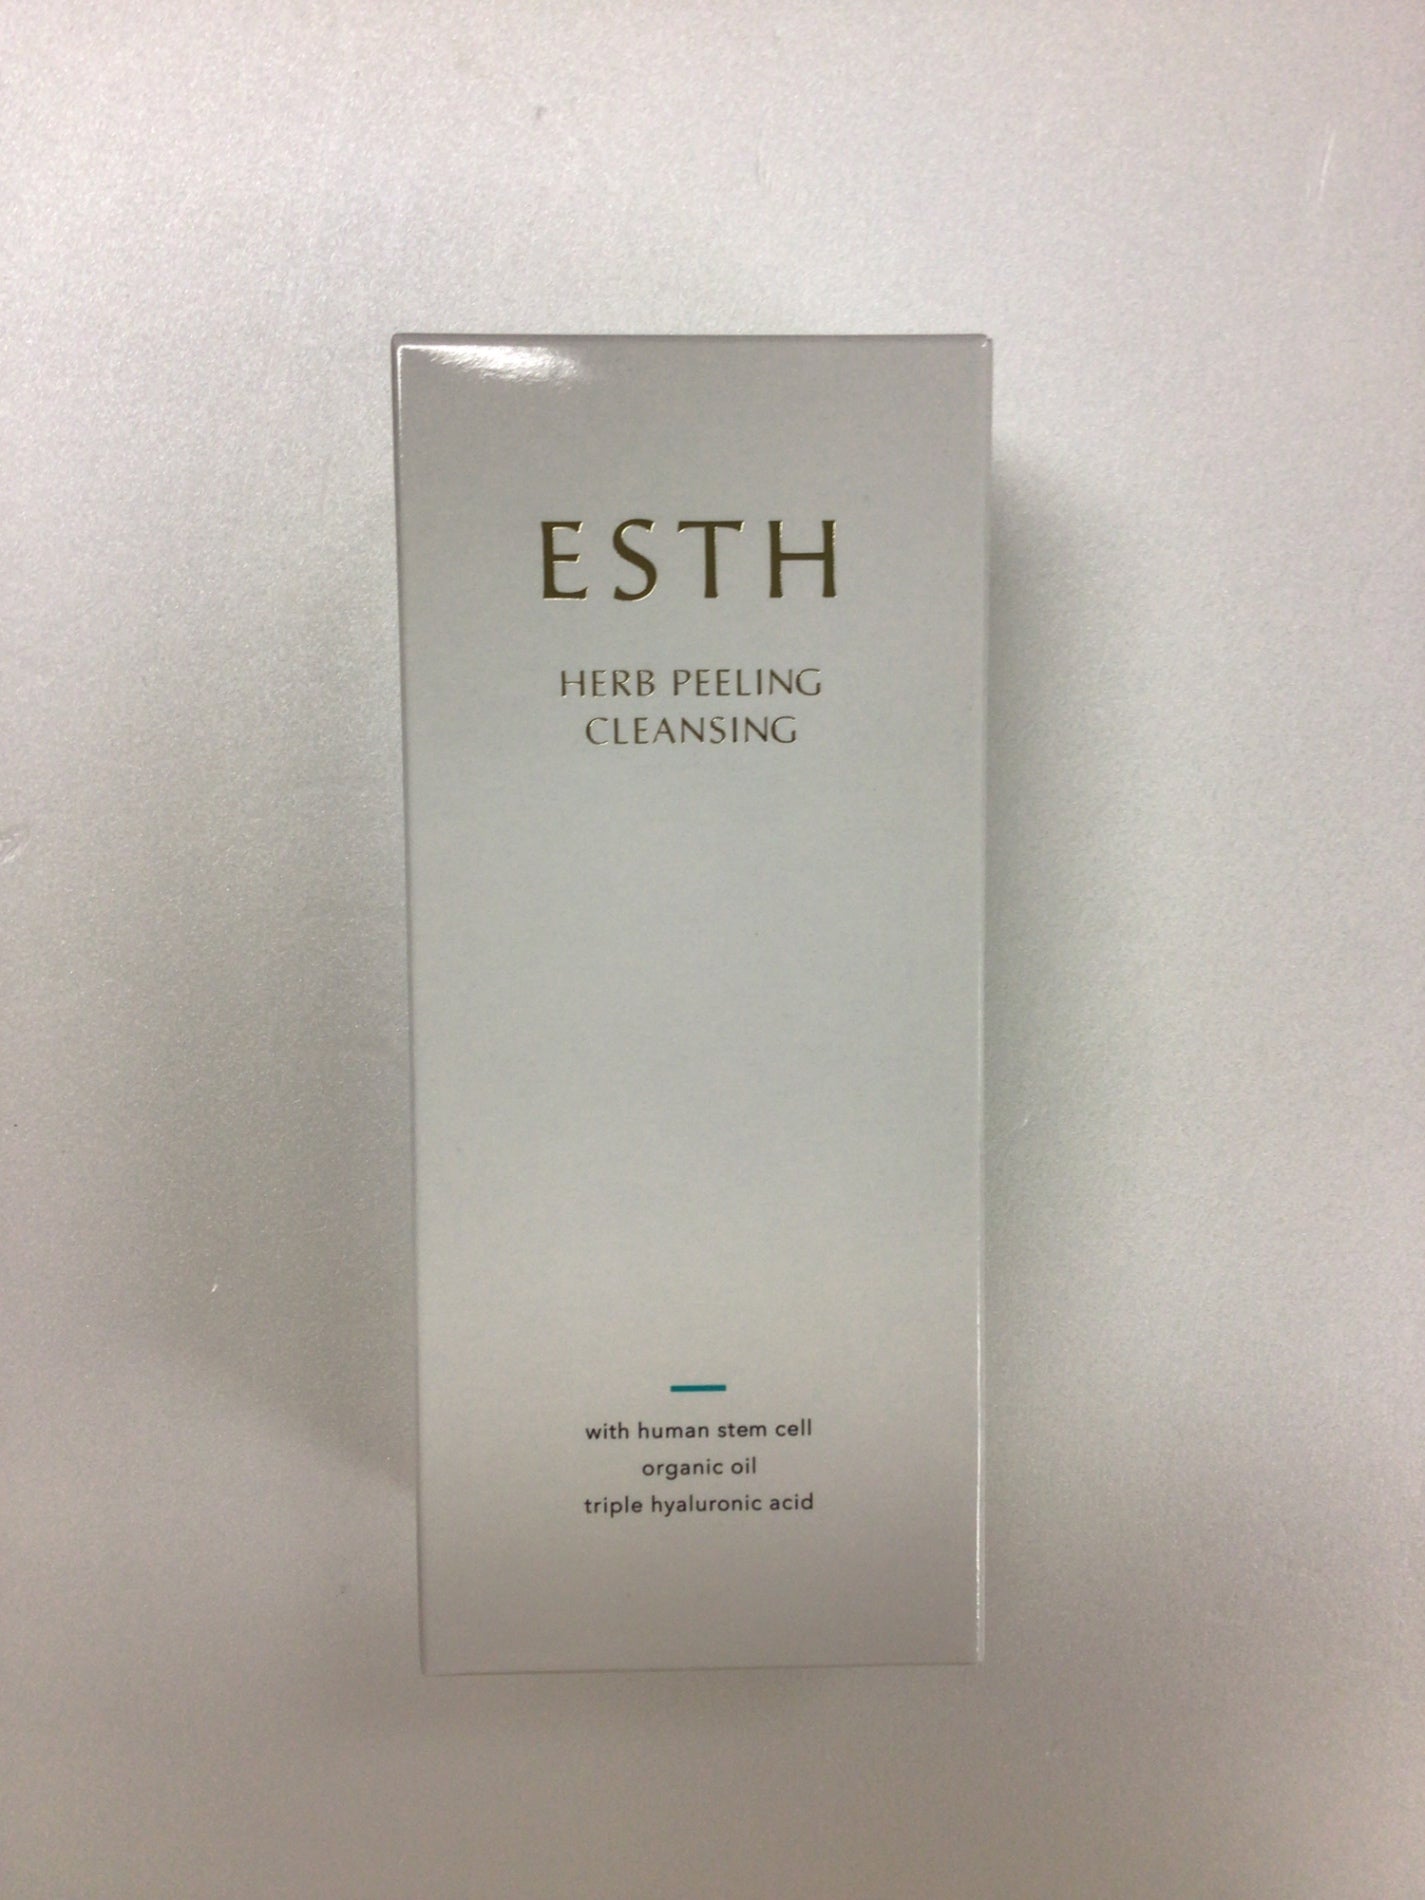 ESTH
HERB PEELING
CLEANSING
with human stem cell
organic oil
triple hyaluronic acid